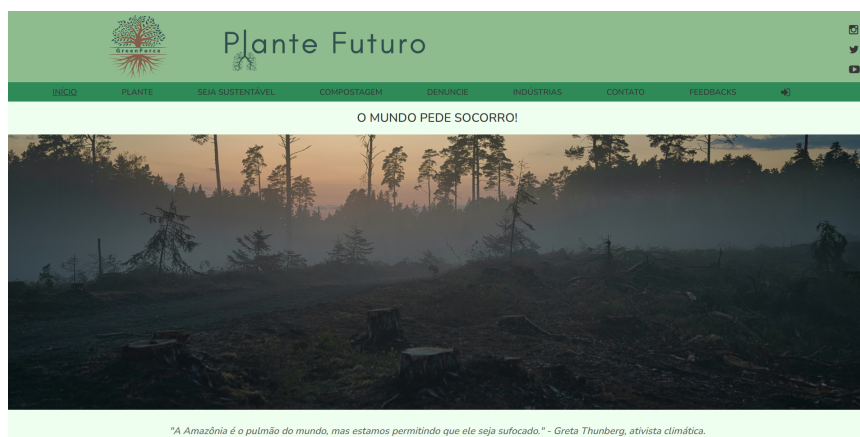 GreenForce
Plante Futuro
INÍCIO PLANTE SEJA SUSTENTÁVEL COMPOSTAGEM DENUNCIE INDÚSTRIAS CONTATO FEEDBACKS
O MUNDO PEDE SOCORRO!
"A Amazônia é o pulmão do mundo, mas estamos permitindo que ele seja sufocado." - Greta Thunberg, ativista climática.